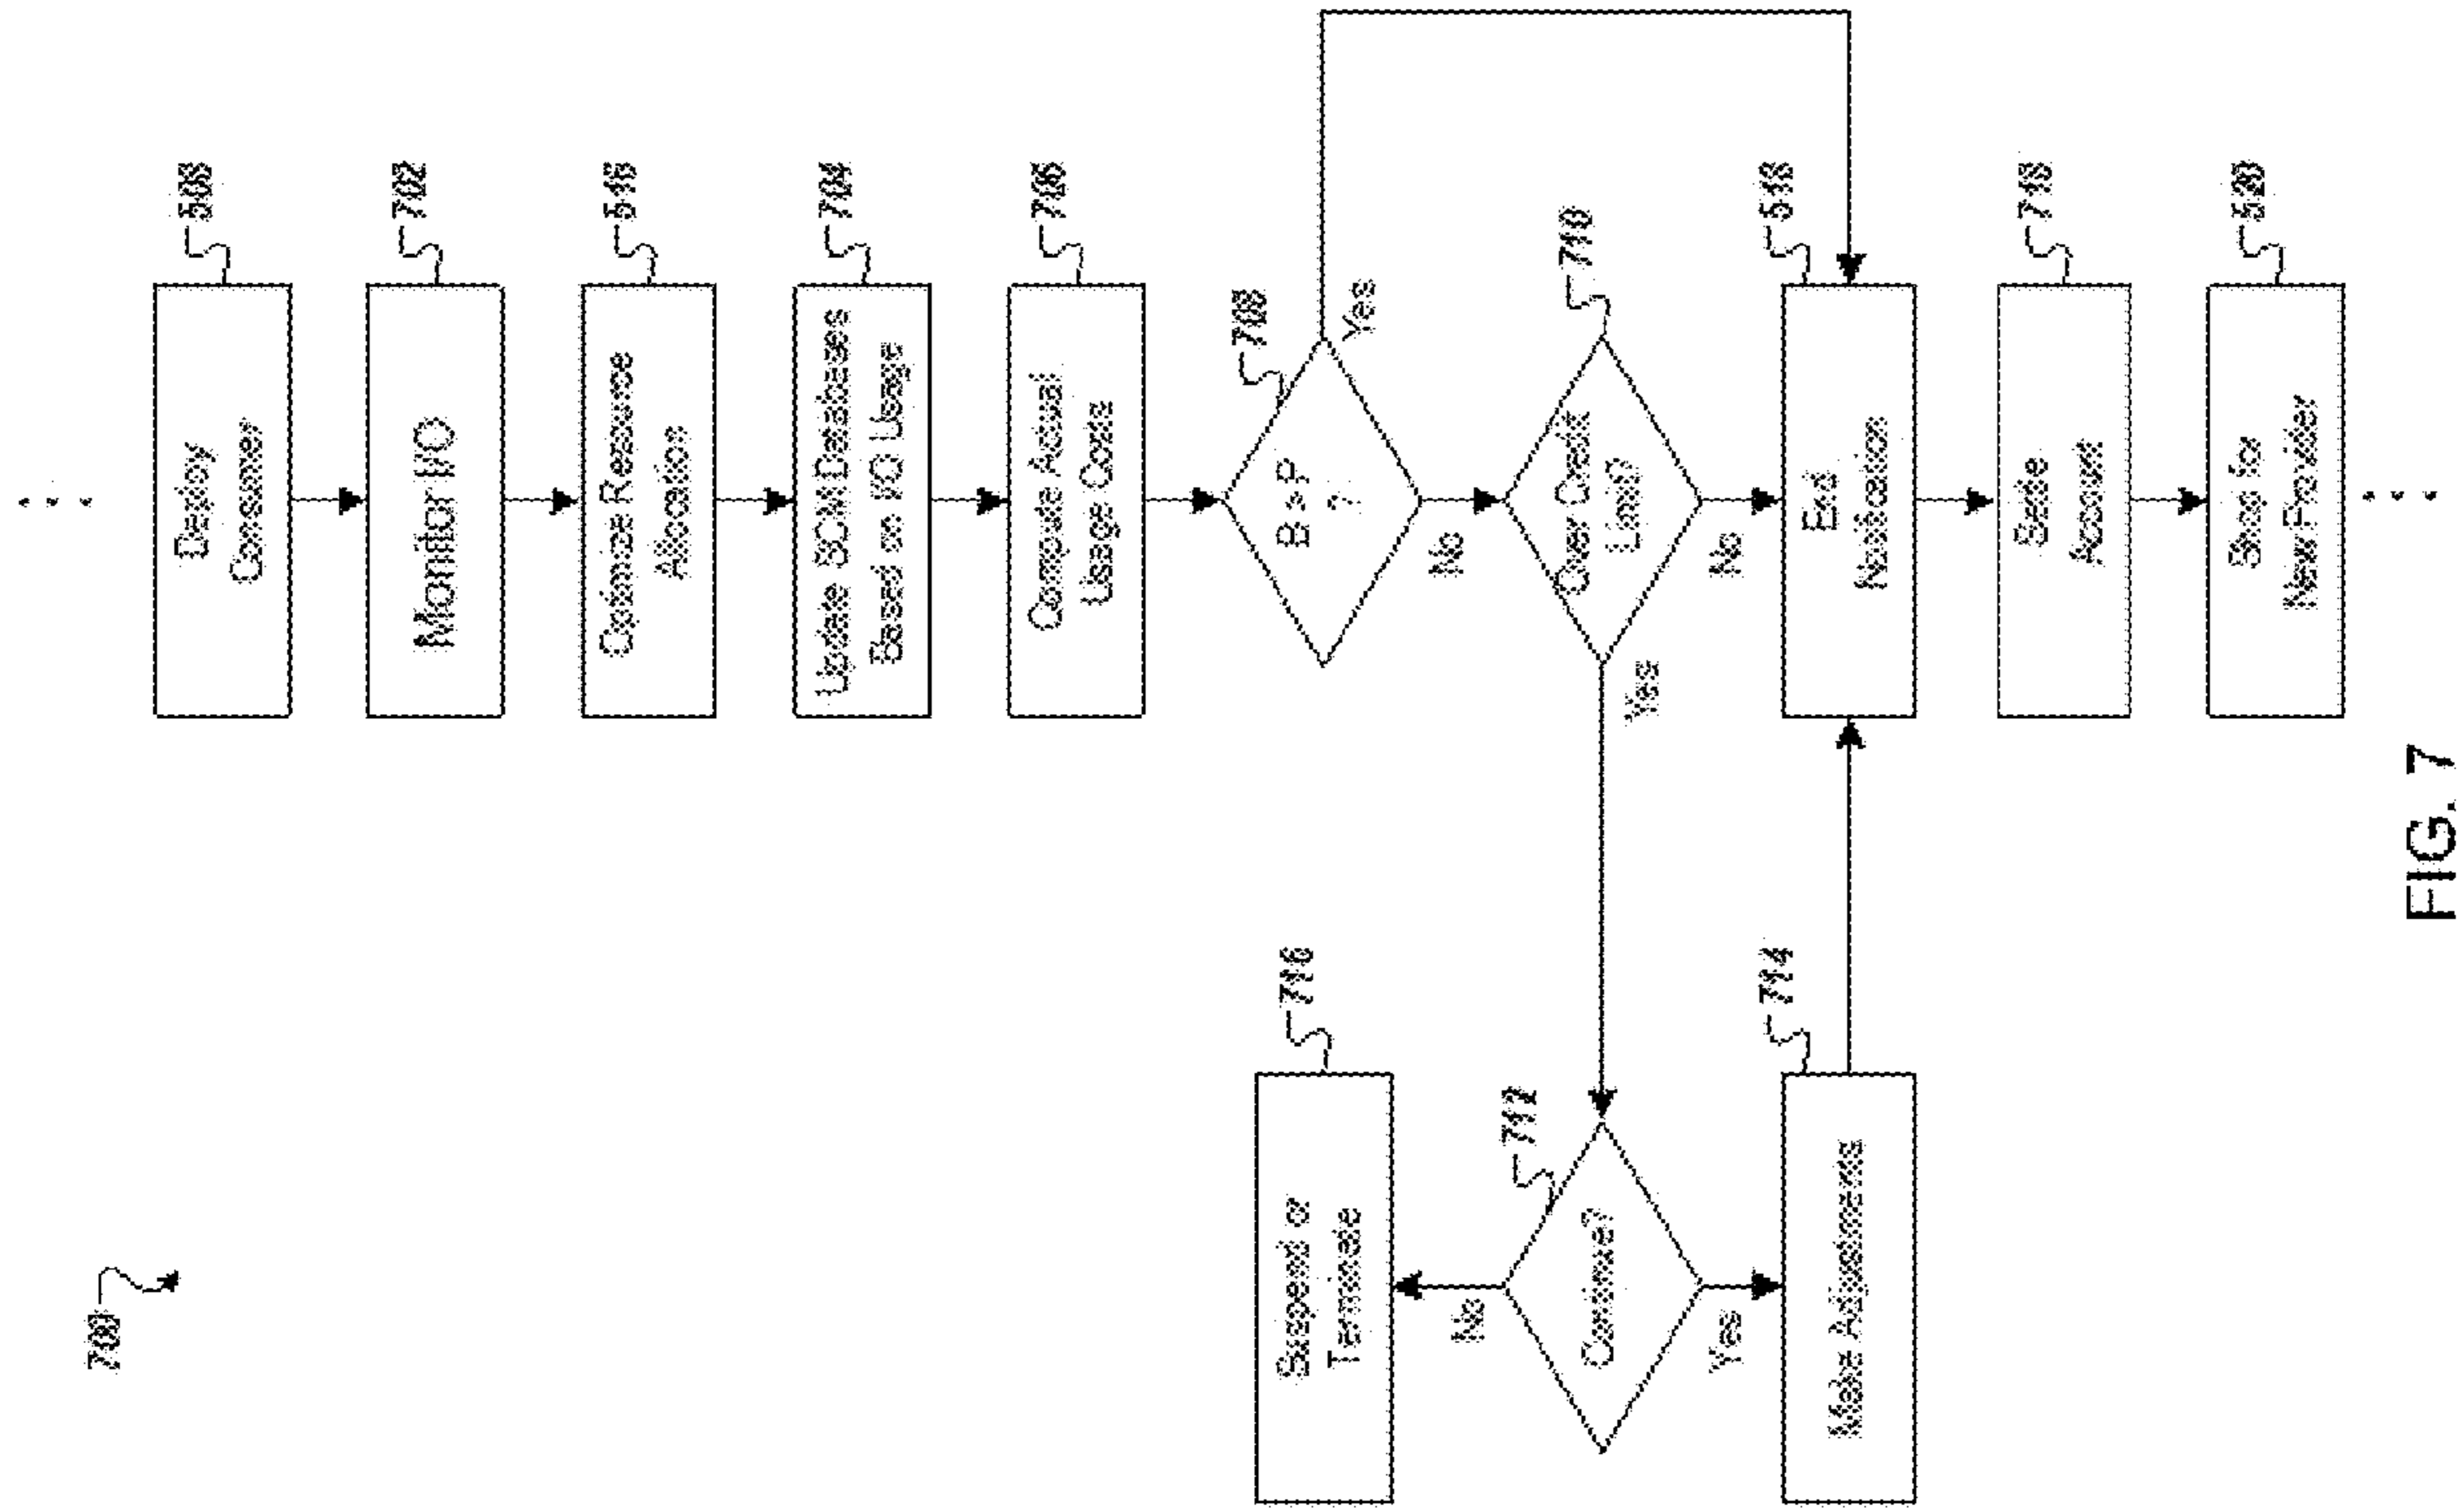 700
Deploy
Consumer
508
Monitor I/O
702
Optimize Resource
Allocation
516
Update SCM Databases
Based on I/O Usage
704
Compute Actual
Usage Costs
706
B > P
?
708
Yes
No
Over Credit
Limit?
710
Yes
No
Continue?
712
No
Yes
Suspend or
Terminate
716
Make Adjustments
714
End
Notification
518
Settle
Account
718
Shop for
New Provider
520
FIG. 7